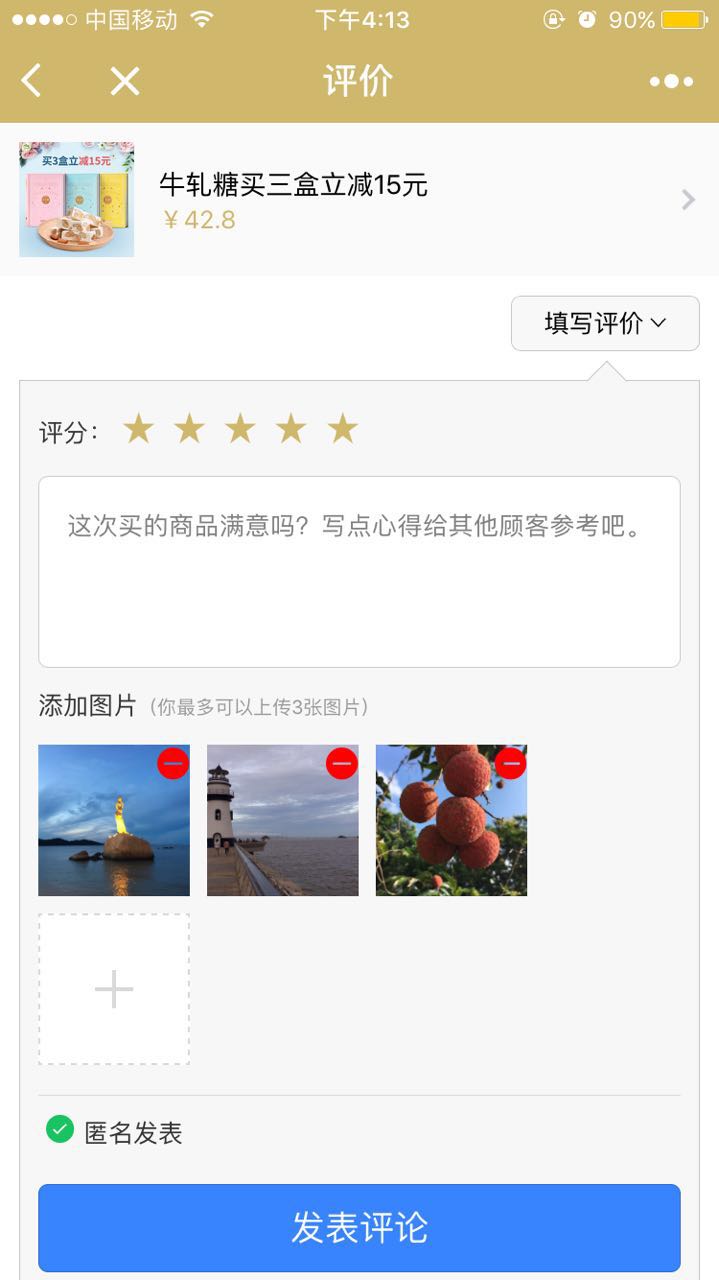 中国移动 下午4:13 90%
评价
买3盒立减15元
牛轧糖买三盒立减15元
¥42.8
填写评价
评分：
这次买的商品满意吗？写点心得给其他顾客参考吧。
添加图片（你最多可以上传3张图片）
匿名发表
发表评论